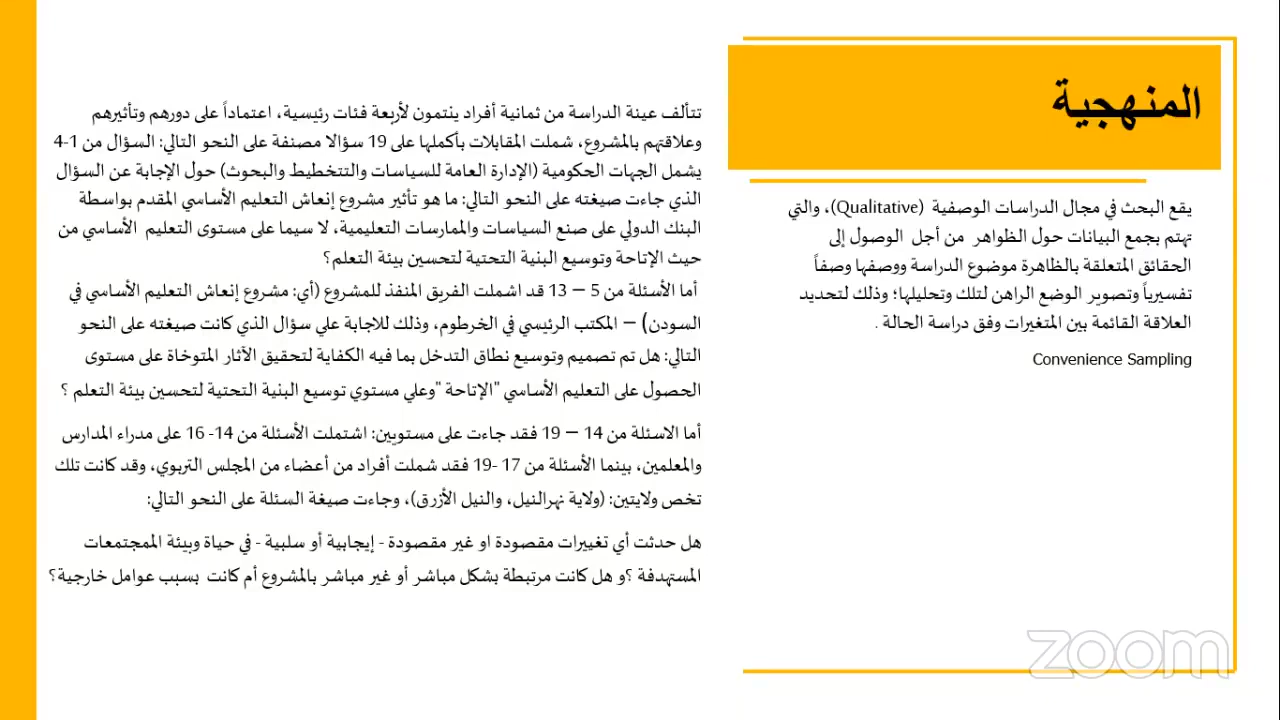 المنهجية
يقع البحث في مجال الدراسات الوصفية (Qualitative)، والتي
تهتم بجمع البيانات حول الظواهر من أجل الوصول إلى
الحقائق المتعلقة بالظاهرة موضوع الدراسة ووصفها وصفاً
تفسيرياً وتصوير الوضع الراهن لتلك وتحليلها؛ وذلك لتحديد
العلاقة القائمة بين المتغيرات وفق دراسة الحالة .
Convenience Sampling
تتألف عينة الدراسة من ثمانية أفراد ينتمون لأربعة فئات رئيسية، اعتماداً على دورهم وتأثيرهم
وعلاقتهم بالمشروع، شملت المقابلات بأكملها على 19 سؤالا مصنفة على النحو التالي: السؤال من 1-4
يشمل الجهات الحكومية (الإدارة العامة للسياسات والتتخطيط والبحوث) حول الإجابة عن السؤال
الذي جاءت صيغته على النحو التالي: ما هو تأثير مشروع إنعاش التعليم الأساسي المقدم بواسطة
البنك الدولي على صنع السياسات والممارسات التعليمية، لا سيما على مستوى التعليم الأساسي من
حيث الإتاحة وتوسيع البنية التحتية لتحسين بيئة التعلم؟
أما الأسئلة من 5 – 13 قد اشملت الفريق المنفذ للمشروع (أي: مشروع إنعاش التعليم الأساسي في
السودن) – المكتب الرئيسي في الخرطوم، وذلك للاجابة علي سؤال الذي كانت صيغته على النحو
التالي: هل تم تصميم وتوسيع نطاق التدخل بما فيه الكفاية لتحقيق الآثار المتوخاة على مستوى
الحصول على التعليم الأساسي "الإتاحة "وعلي مستوي توسيع البنية التحتية لتحسين بيئة التعلم ؟
أما الاسئلة من 14 – 19 فقد جاءت على مستويين: اشتملت الأسئلة من 14- 16 على مدراء المدارس
والمعلمين، بينما الأسئلة من 17 -19 فقد شملت أفراد من أعضاء من المجلس التربوي، وقد كانت تلك
تخص ولايتين: (ولاية نهرالنيل، والنيل الأزرق)، وجاءت صيغة السئلة على النحو التالي:
هل حدثت أي تغييرات مقصودة او غير مقصودة - إيجابية أو سلبية - في حياة وبيئة الممجتمعات
المستهدفة ؟و هل كانت مرتبطة بشكل مباشر أو غير مباشر بالمشروع أم كانت بسبب عوامل خارجية؟
zoom